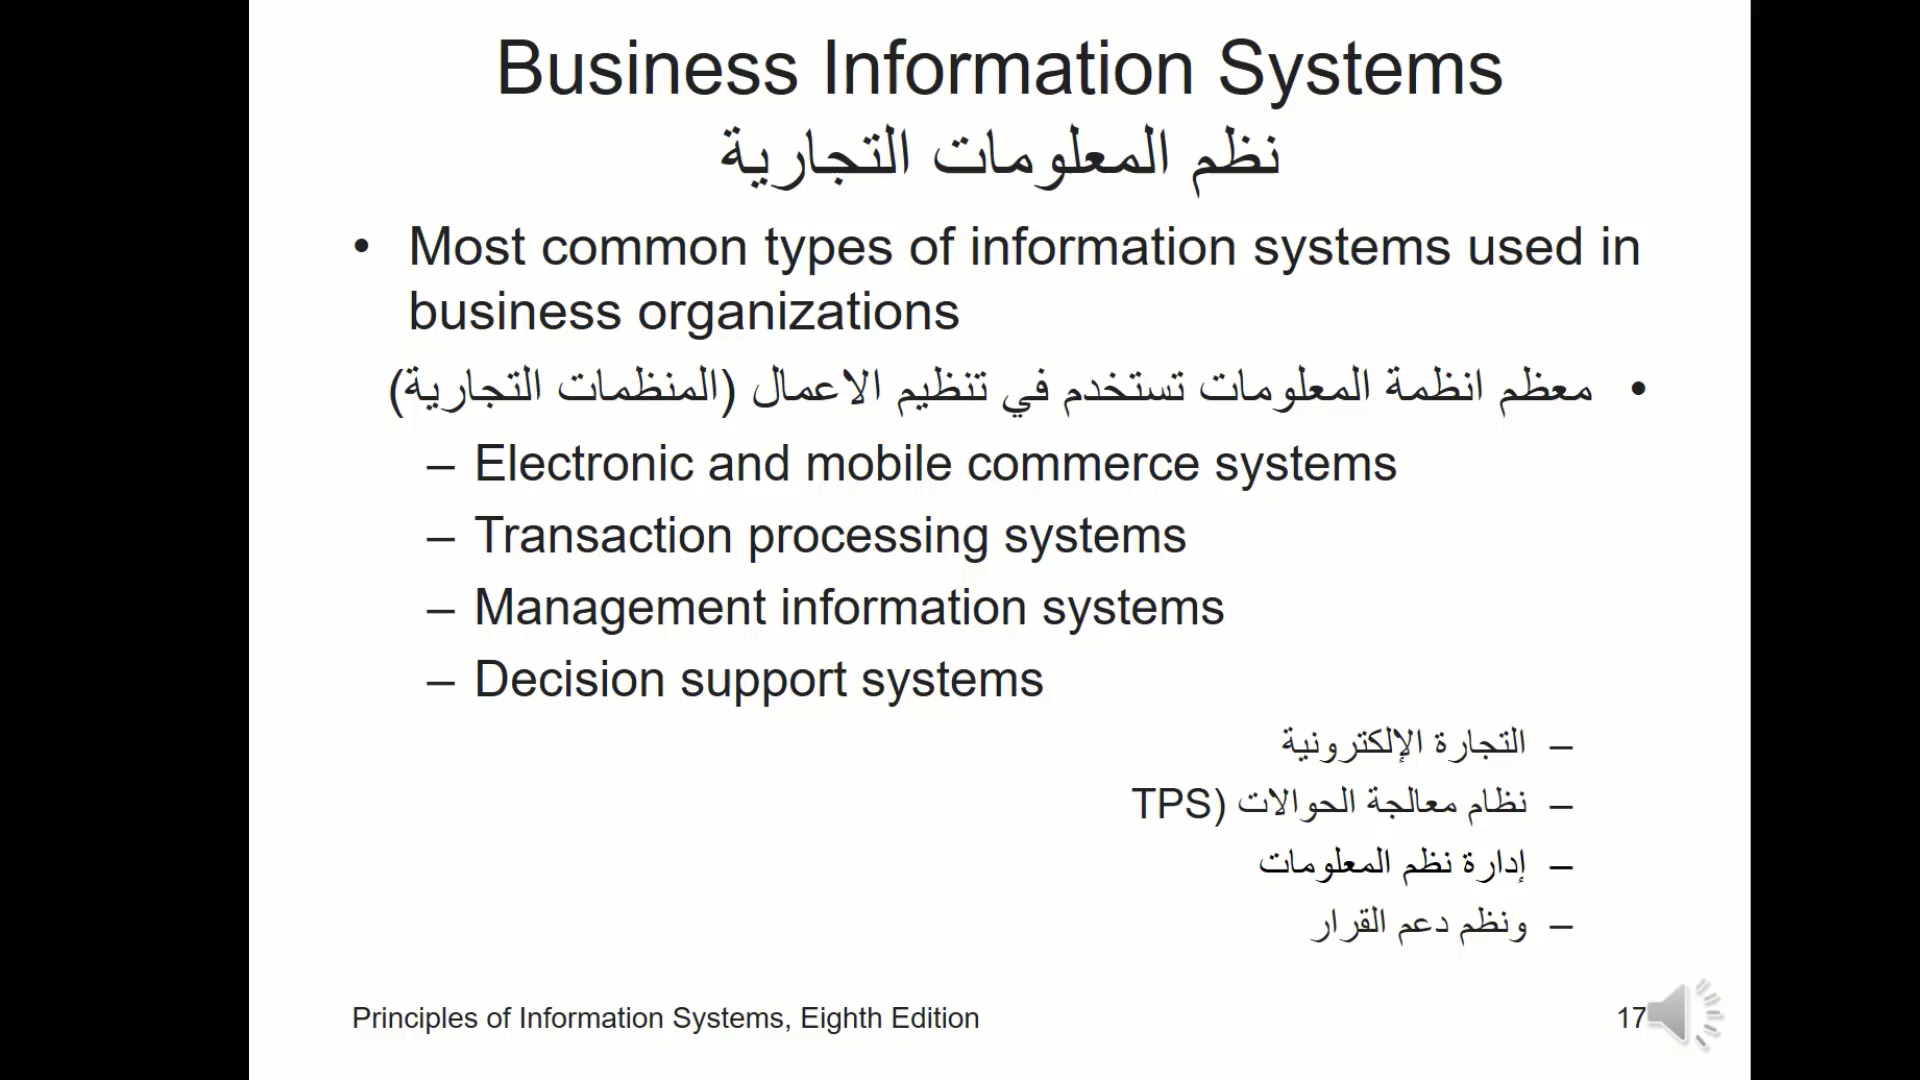 Business Information Systems
نظم المعلومات التجارية
• Most common types of information systems used in
business organizations
• معظم انظمة المعلومات تستخدم في تنظيم الاعمال (المنظمات التجارية)
– Electronic and mobile commerce systems
– Transaction processing systems
– Management information systems
– Decision support systems
– التجارة الإلكترونية
– نظام معالجة الحوالات (TPS
– إدارة نظم المعلومات
– ونظم دعم القرار
Principles of Information Systems, Eighth Edition
17